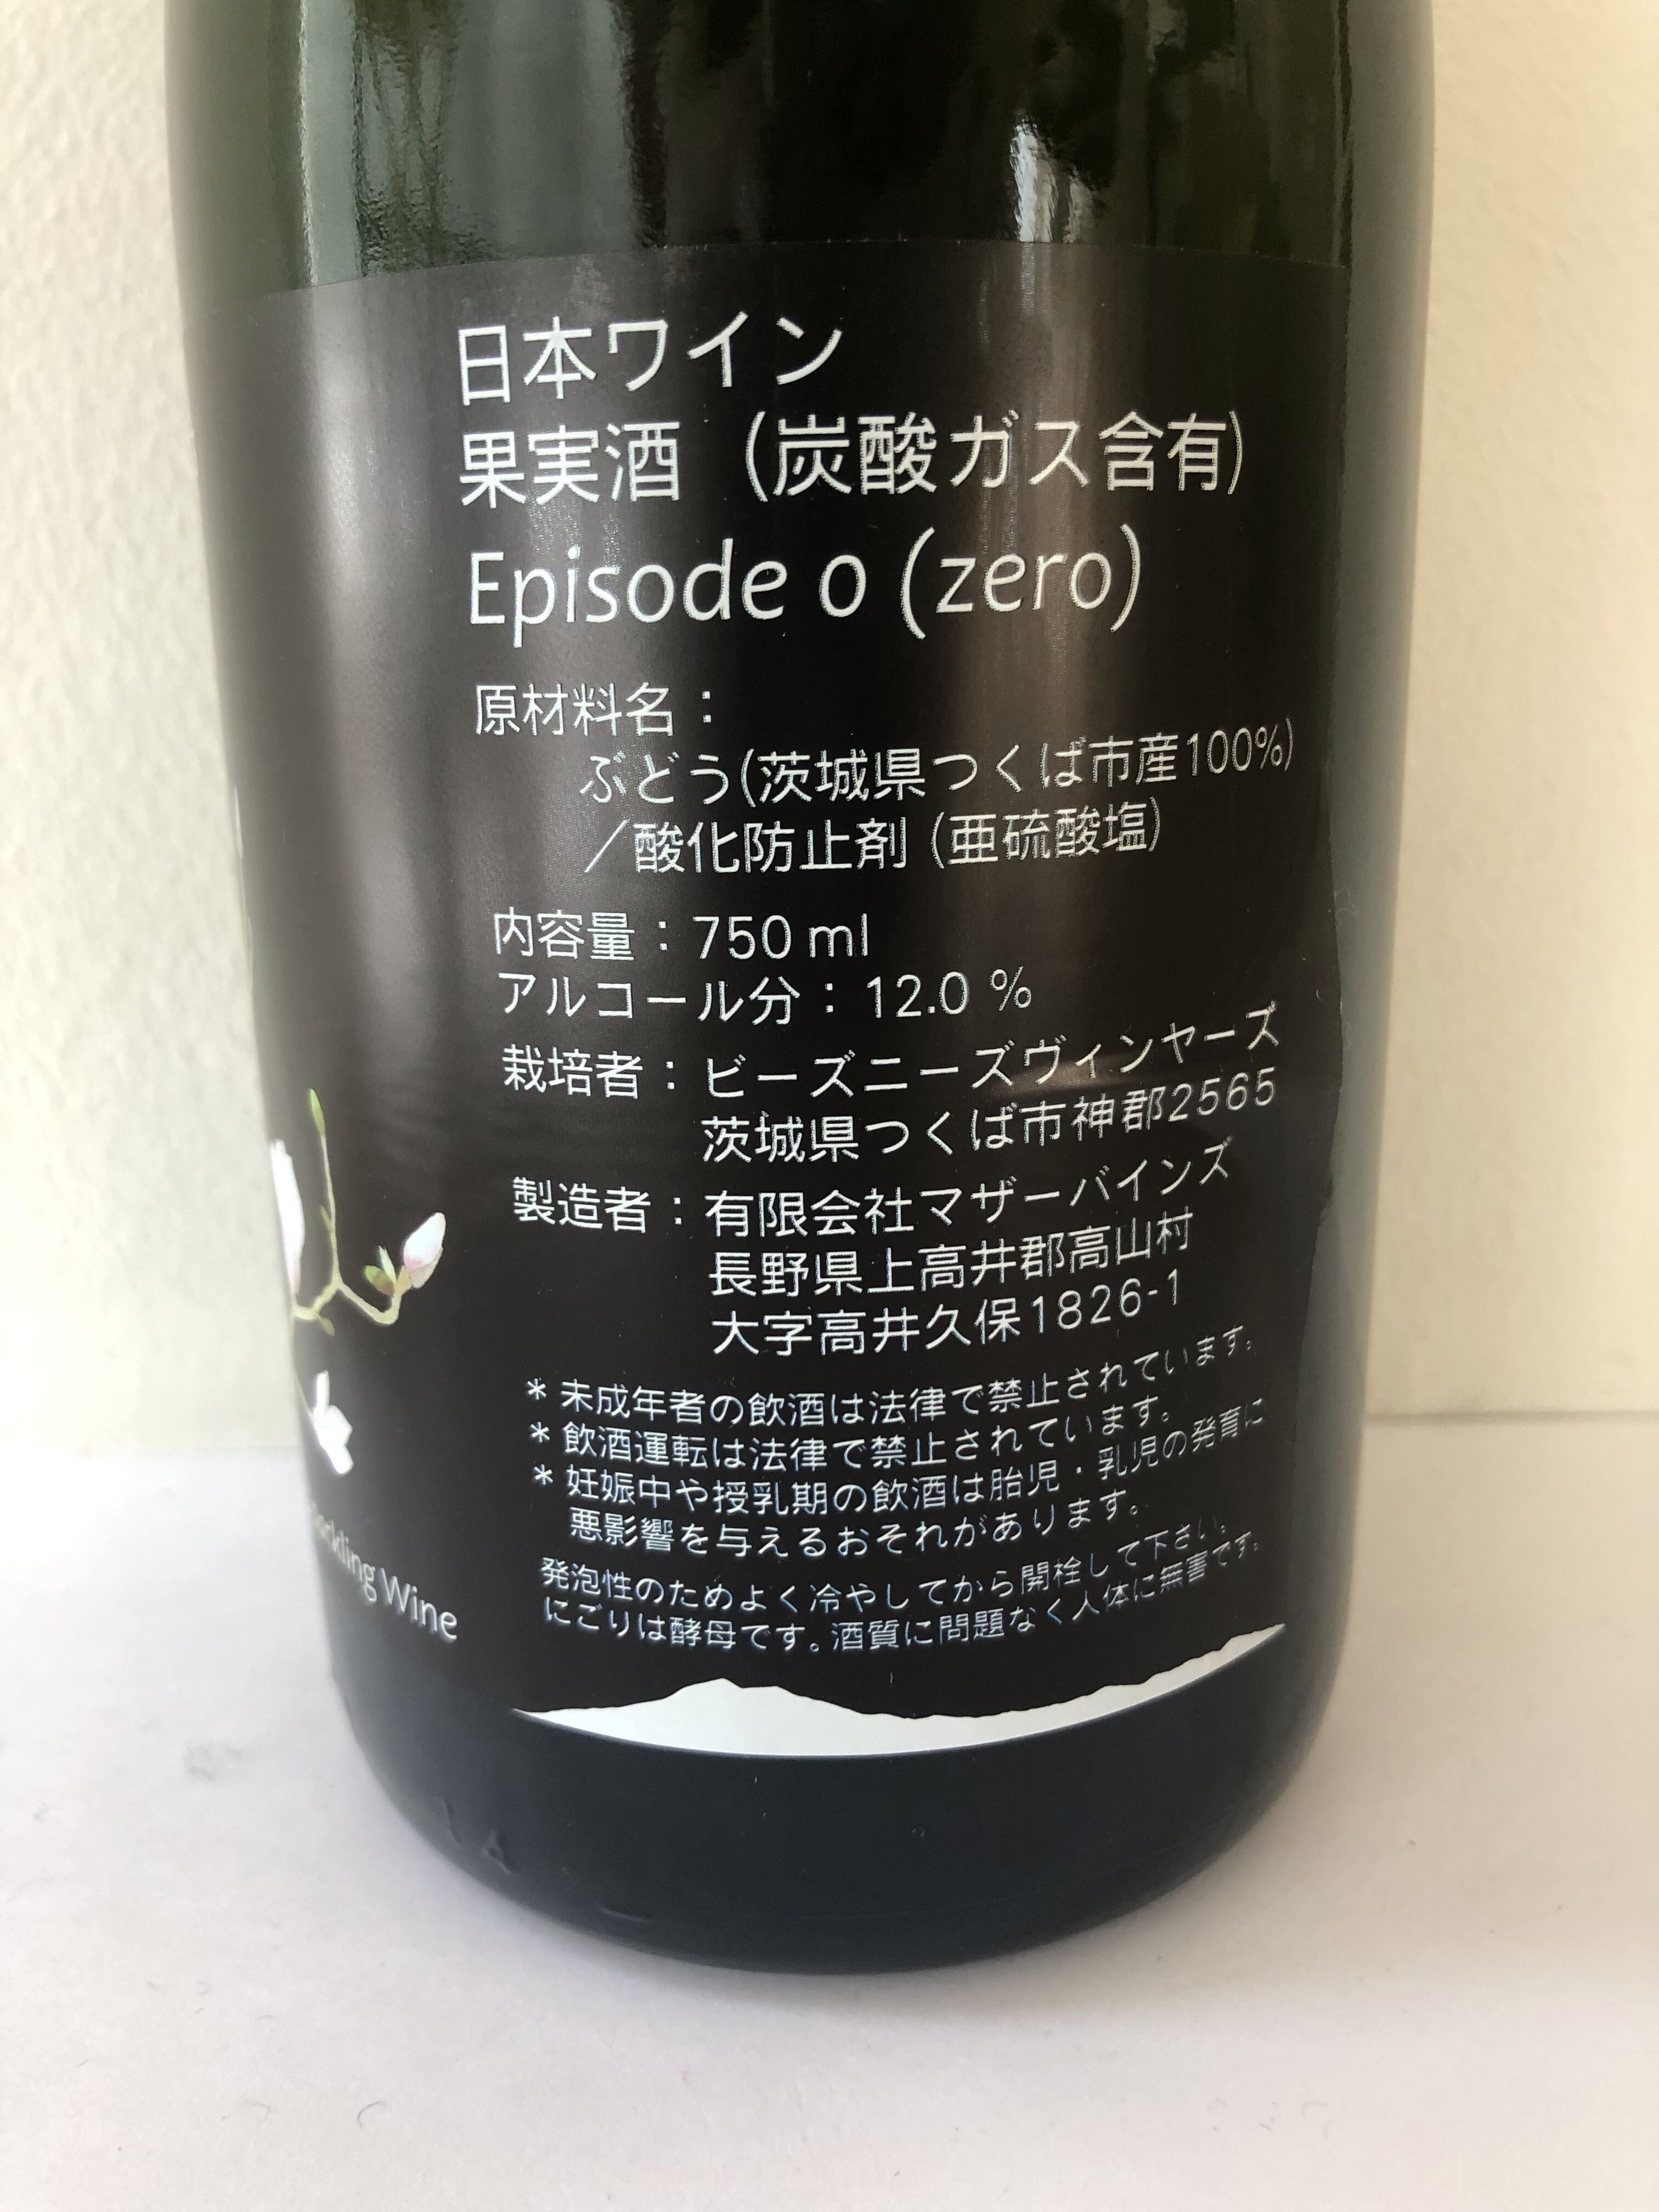 日本ワイン
果実酒 (炭酸ガス含有)
Episode 0 (zero)
原材料名：
ぶどう(茨城県つくば市産100%)
／酸化防止剤 (亜硫酸塩)
内容量：750 ml
アルコール分：12.0 %
栽培者：ビーズニーズヴィンヤーズ
茨城県つくば市神郡2565
製造者：有限会社マザーバインズ
長野県上高井郡高山村
大字高井久保1826-1
* 未成年者の飲酒は法律で禁止されています。
* 飲酒運転は法律で禁止されています。
* 妊娠中や授乳期の飲酒は胎児・乳児の発育に
悪影響を与えるおそれがあります。
発泡性のためよく冷やしてから開栓して下さい。
にごりは酵母です。酒質に問題なく人体に無害です。
Wine